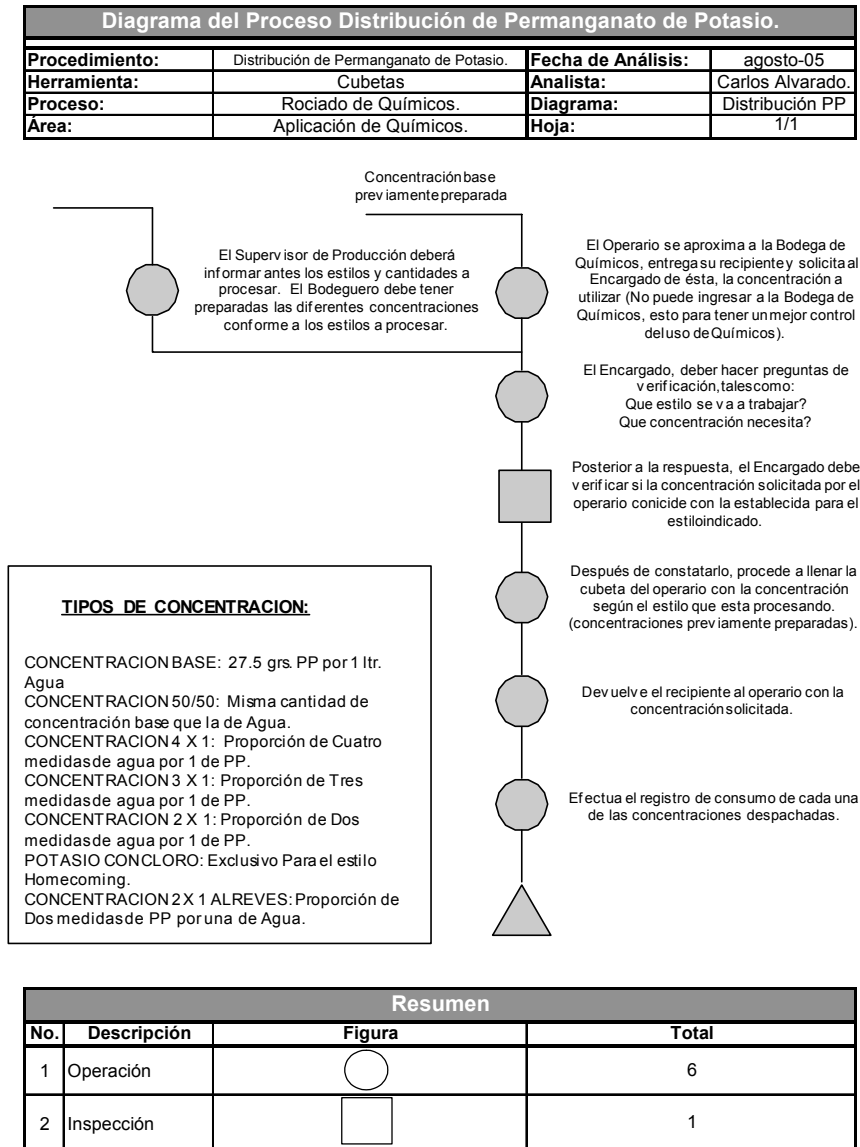 Diagrama del Proceso Distribución de Permanganato de Potasio.
Procedimiento: Distribución de Permanganato de Potasio. Fecha de Análisis: agosto-05
Herramienta: Cubetas Analista: Carlos Alvarado.
Proceso: Rociado de Químicos. Diagrama: Distribución PP
Área: Aplicación de Químicos. Hoja: 1/1
Concentración base
previamente preparada
El Supervisor de Producción deberá
informar antes los estilos y cantidades a
procesar. El Bodeguero debe tener
preparadas las diferentes concentraciones
conforme a los estilos a procesar.
El Operario se aproxima a la Bodega de
Químicos, entrega su recipiente y solicita al
Encargado de ésta, la concentración a
utilizar (No puede ingresar a la Bodega de
Químicos, esto para tener un mejor control
del uso de Químicos).
El Encargado, deber hacer preguntas de
verificación, tales como:
Que estilo se va a trabajar?
Que concentración necesita?
Posterior a la respuesta, el Encargado debe
verificar si la concentración solicitada por el
operario conicide con la establecida para el
estilo indicado.
Después de constatarlo, procede a llenar la
cubeta del operario con la concentración
según el estilo que esta procesando.
(concentraciones previamente preparadas).
Devuelve el recipiente al operario con la
concentración solicitada.
Efectua el registro de consumo de cada una
de las concentraciones despachadas.
TIPOS DE CONCENTRACION:
CONCENTRACION BASE: 27.5 grs. PP por 1 ltr.
Agua
CONCENTRACION 50/50: Misma cantidad de
concentración base que la de Agua.
CONCENTRACION 4 X 1: Proporción de Cuatro
medidas de agua por 1 de PP.
CONCENTRACION 3 X 1: Proporción de Tres
medidas de agua por 1 de PP.
CONCENTRACION 2 X 1: Proporción de Dos
medidas de agua por 1 de PP.
POTASIO CON CLORO: Exclusivo Para el estilo
Homecoming.
CONCENTRACION 2 X 1 ALREVES: Proporción de
Dos medidas de PP por una de Agua.
Resumen
No. Descripción Figura Total
1 Operación 6
2 Inspección 1